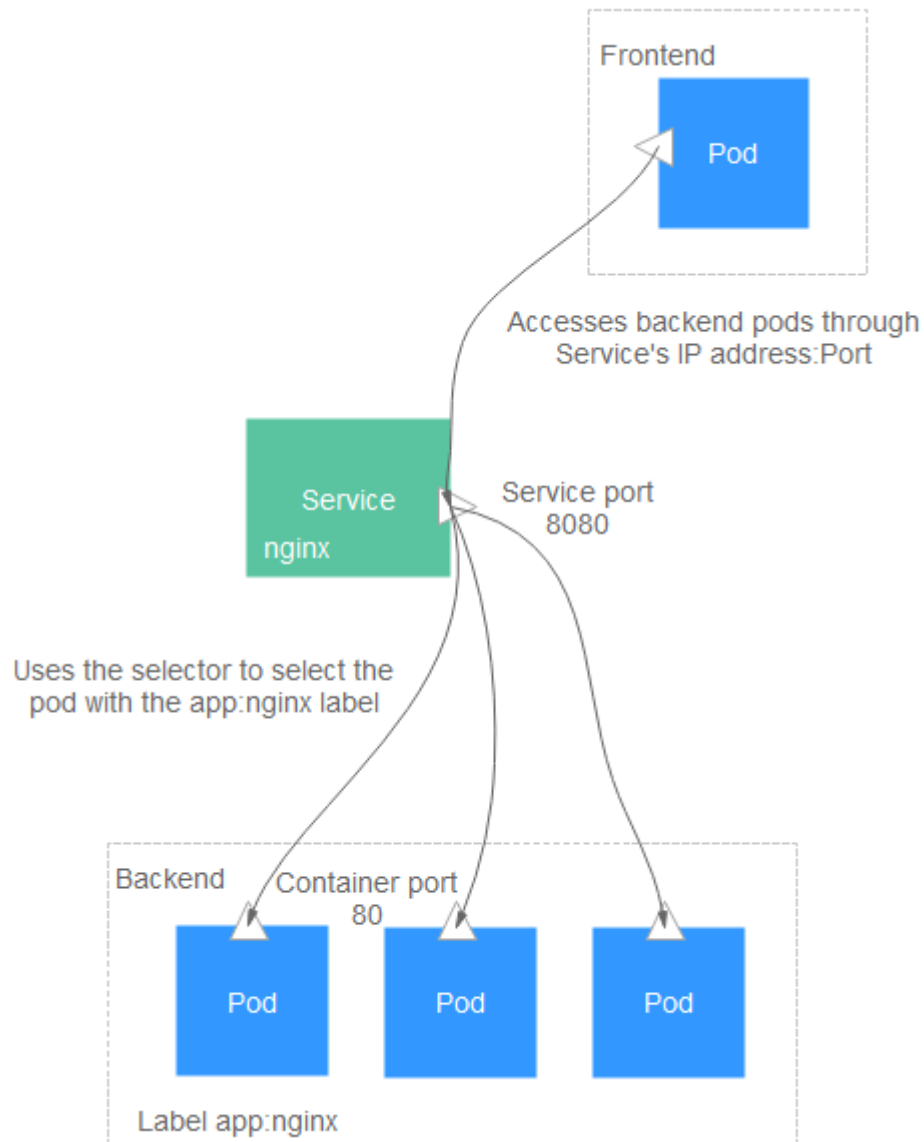 Frontend
Pod
Accesses backend pods through
Service's IP address:Port
Service
nginx
Service port
8080
Uses the selector to select the
pod with the app:nginx label
Backend
Container port
80
Pod
Pod
Pod
Label app:nginx